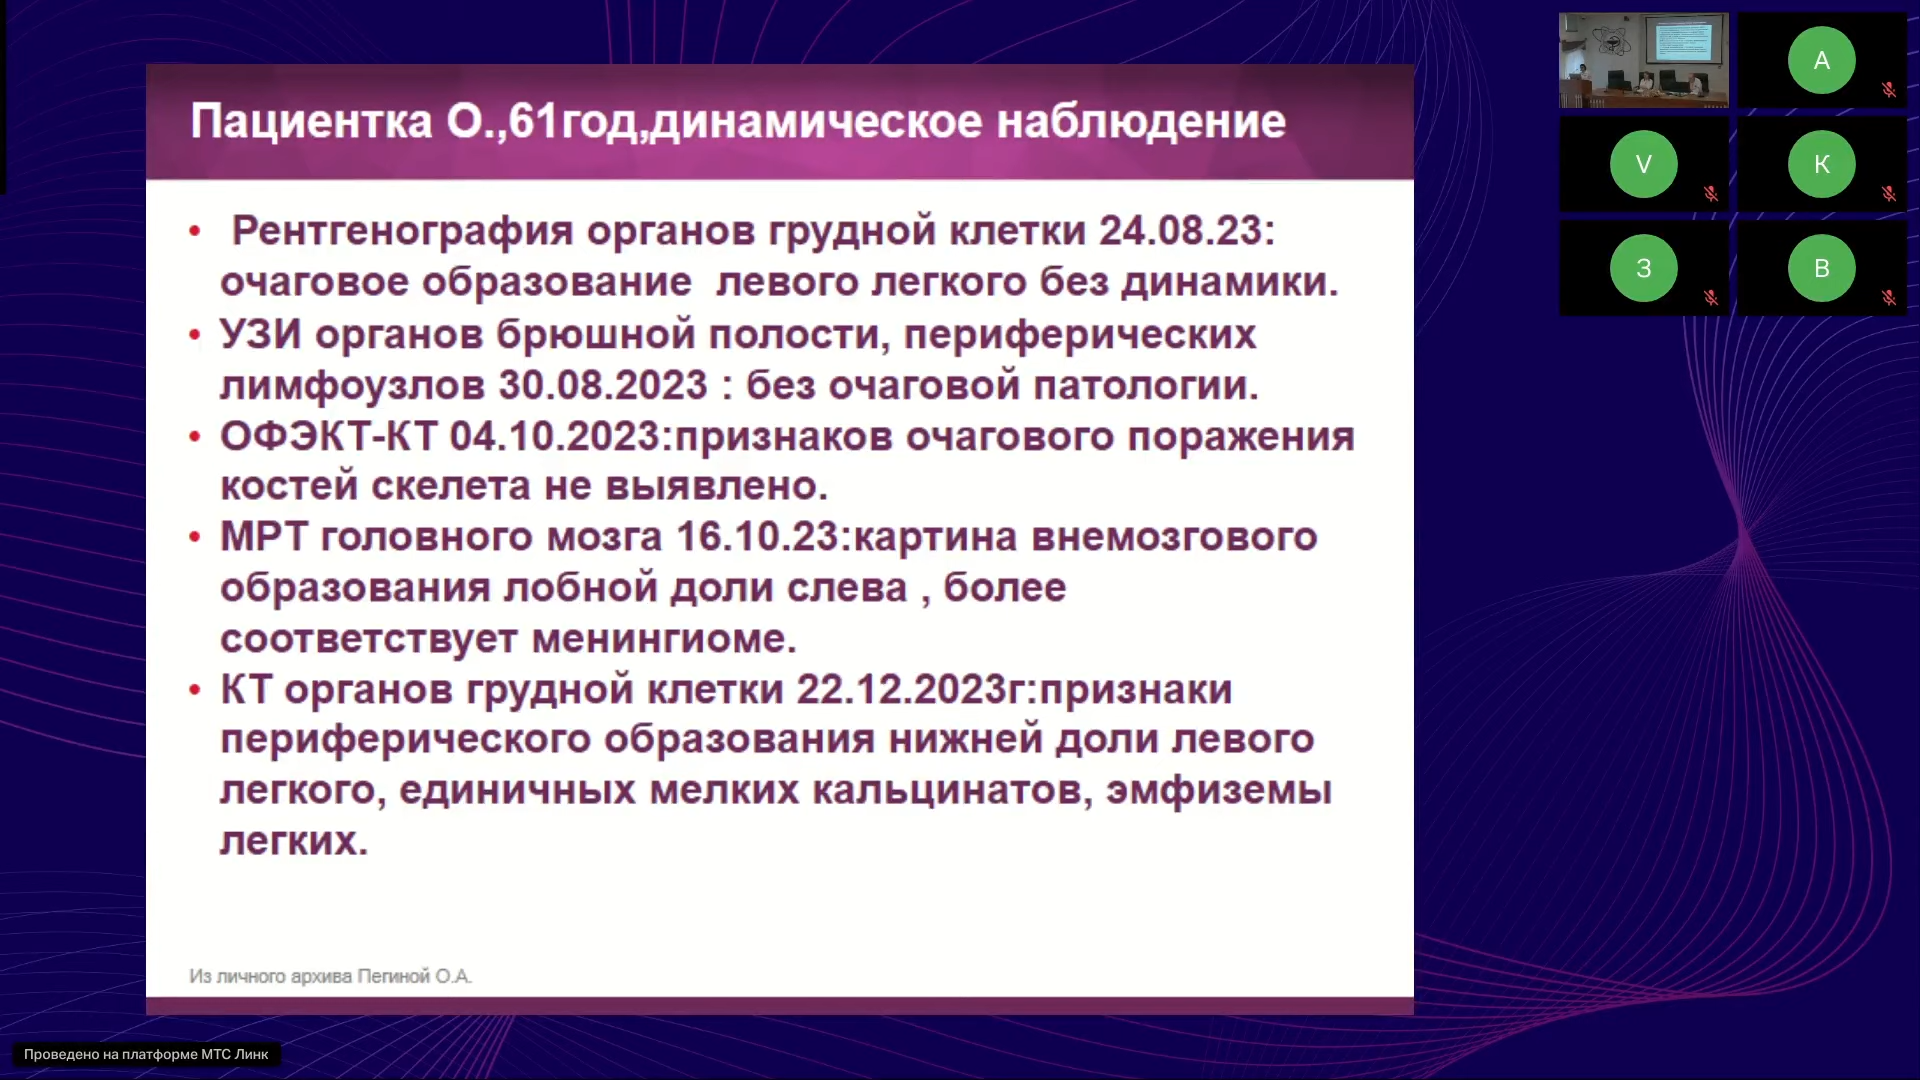 Пациентка О.,61год,динамическое наблюдение
• Рентгенография органов грудной клетки 24.08.23:
очаговое образование левого легкого без динамики.
• УЗИ органов брюшной полости, периферических
лимфоузлов 30.08.2023 : без очаговой патологии.
• ОФЭКТ-КТ 04.10.2023:признаков очагового поражения
костей скелета не выявлено.
• МРТ головного мозга 16.10.23:картина внемозгового
образования лобной доли слева , более
соответствует менингиоме.
• КТ органов грудной клетки 22.12.2023г:признаки
периферического образования нижней доли левого
легкого, единичных мелких кальцинатов, эмфиземы
легких.
Из личного архива Пегиной О.А.
Проведено на платформе МТС Линк
А
V
К
З
В